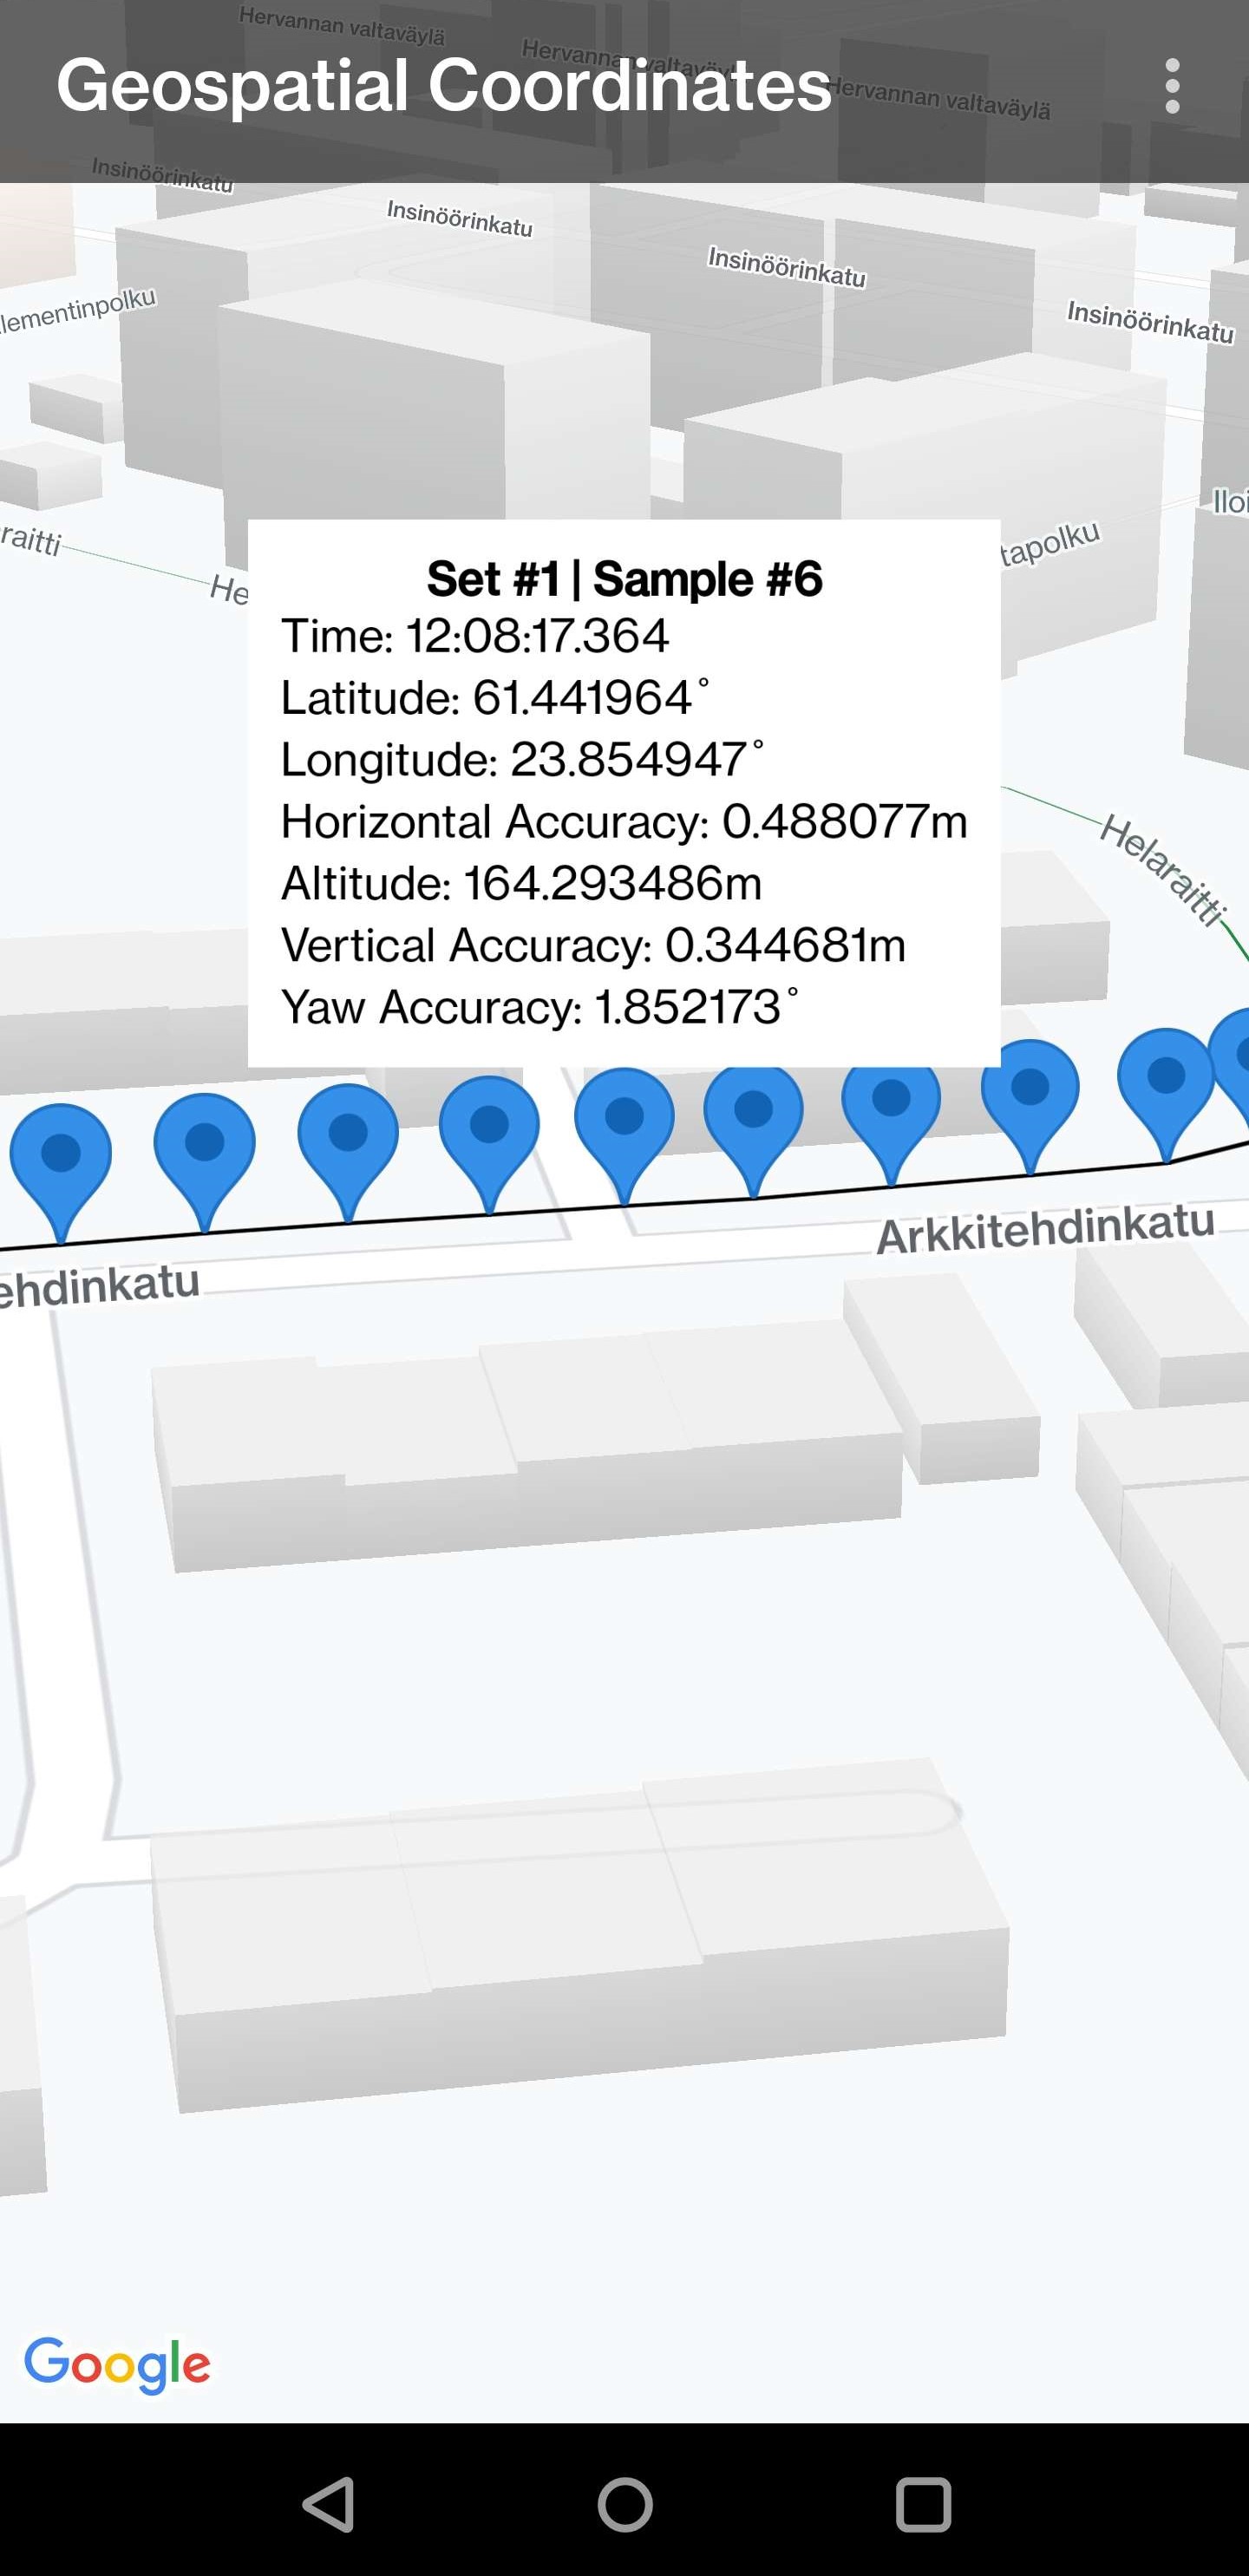 Hervannan valtaväylä
Hervannan valtaväylä
Hervannan valtaväylä
Geospatial Coordinates
Insinöörinkatu
Insinöörinkatu
Insinöörinkatu
Insinöörinkatu
lementinpolku
Iloi
raitti
tapolku
He
Set #1 | Sample #6
Time: 12:08:17.364
Latitude: 61.441964°
Longitude: 23.854947°
Horizontal Accuracy: 0.488077m
Altitude: 164.293486m
Vertical Accuracy: 0.344681m
Yaw Accuracy: 1.852173°
Helaraitti
Arkkitehdinkatu
ehdinkatu
Google